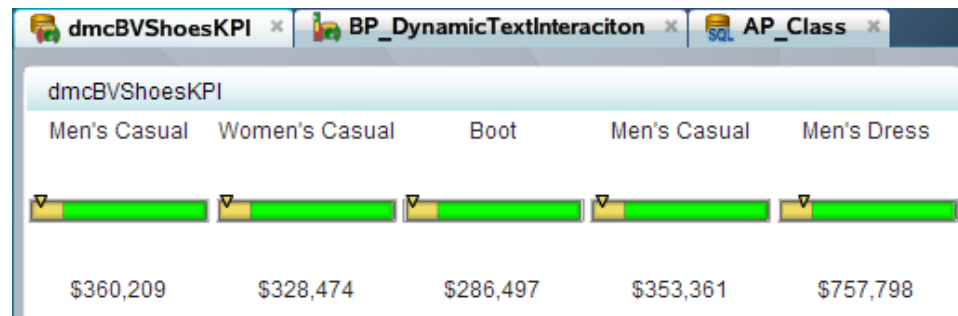 dmcBVShoesKPI × BP_DynamicTextInteraciton × SQL AP_Class ×
dmcBVShoesKPI
Men's Casual Women's Casual Boot Men's Casual Men's Dress
$360,209 $328,474 $286,497 $353,361 $757,798